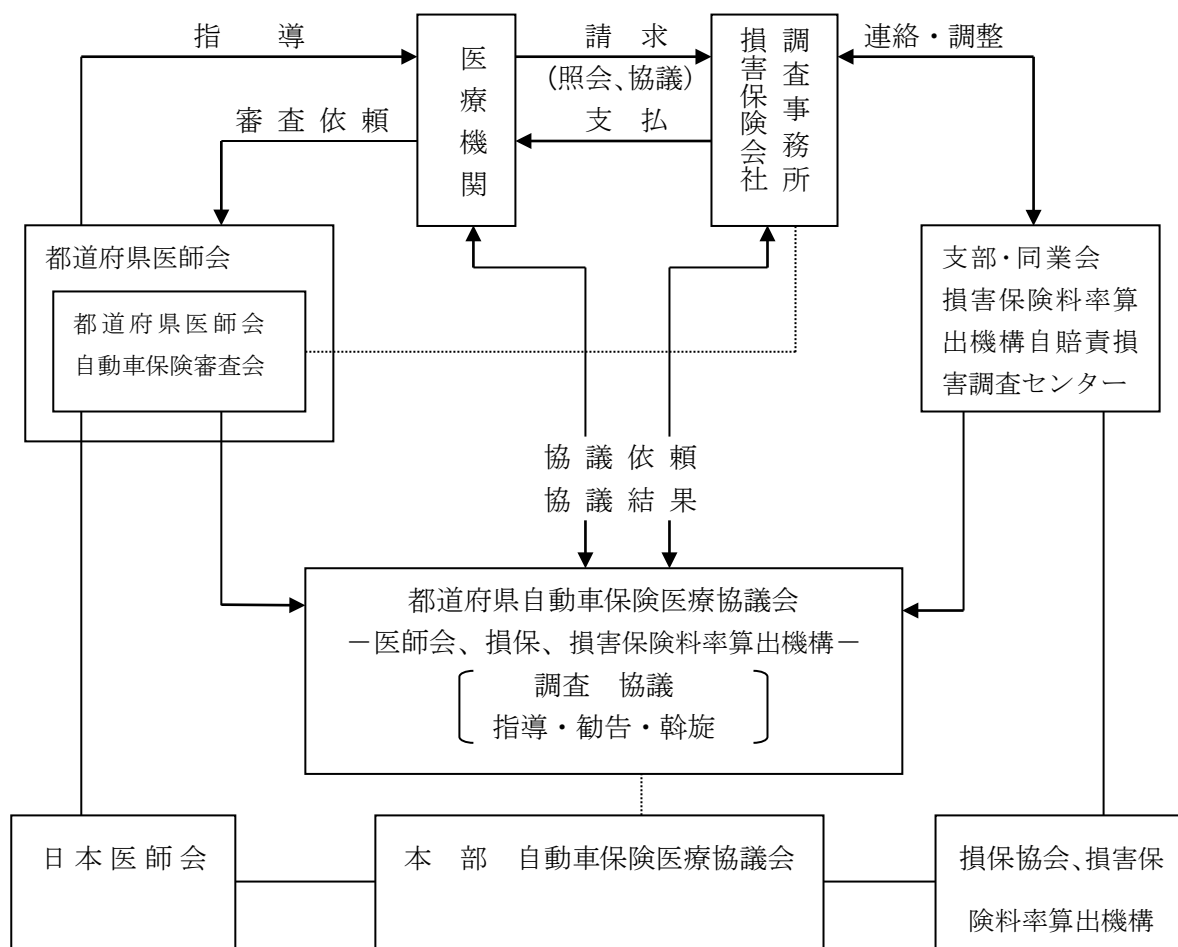 指　導
請　求
(照会、協議)
支　払
審査依頼
医療機関
調査事務所
損害保険会社
連絡・調整
都道府県医師会
都道府県医師会
自動車保険審査会
支部・同業会
損害保険料率算
出機構自賠責損
害調査センター
協議依頼
協議結果
都道府県自動車保険医療協議会
－医師会、損保、損害保険料率算出機構－
調査　協議
指導・勧告・斡旋
日本医師会
本　部　自動車保険医療協議会
損保協会、損害保
険料率算出機構